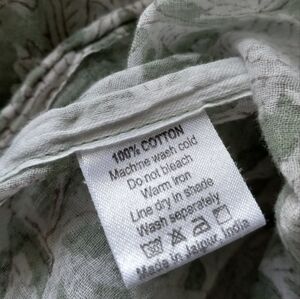 100% COTTON
Machine wash cold
Do not bleach
Warm iron
Line dry in shade
Wash separately
Made in Jaipur, India